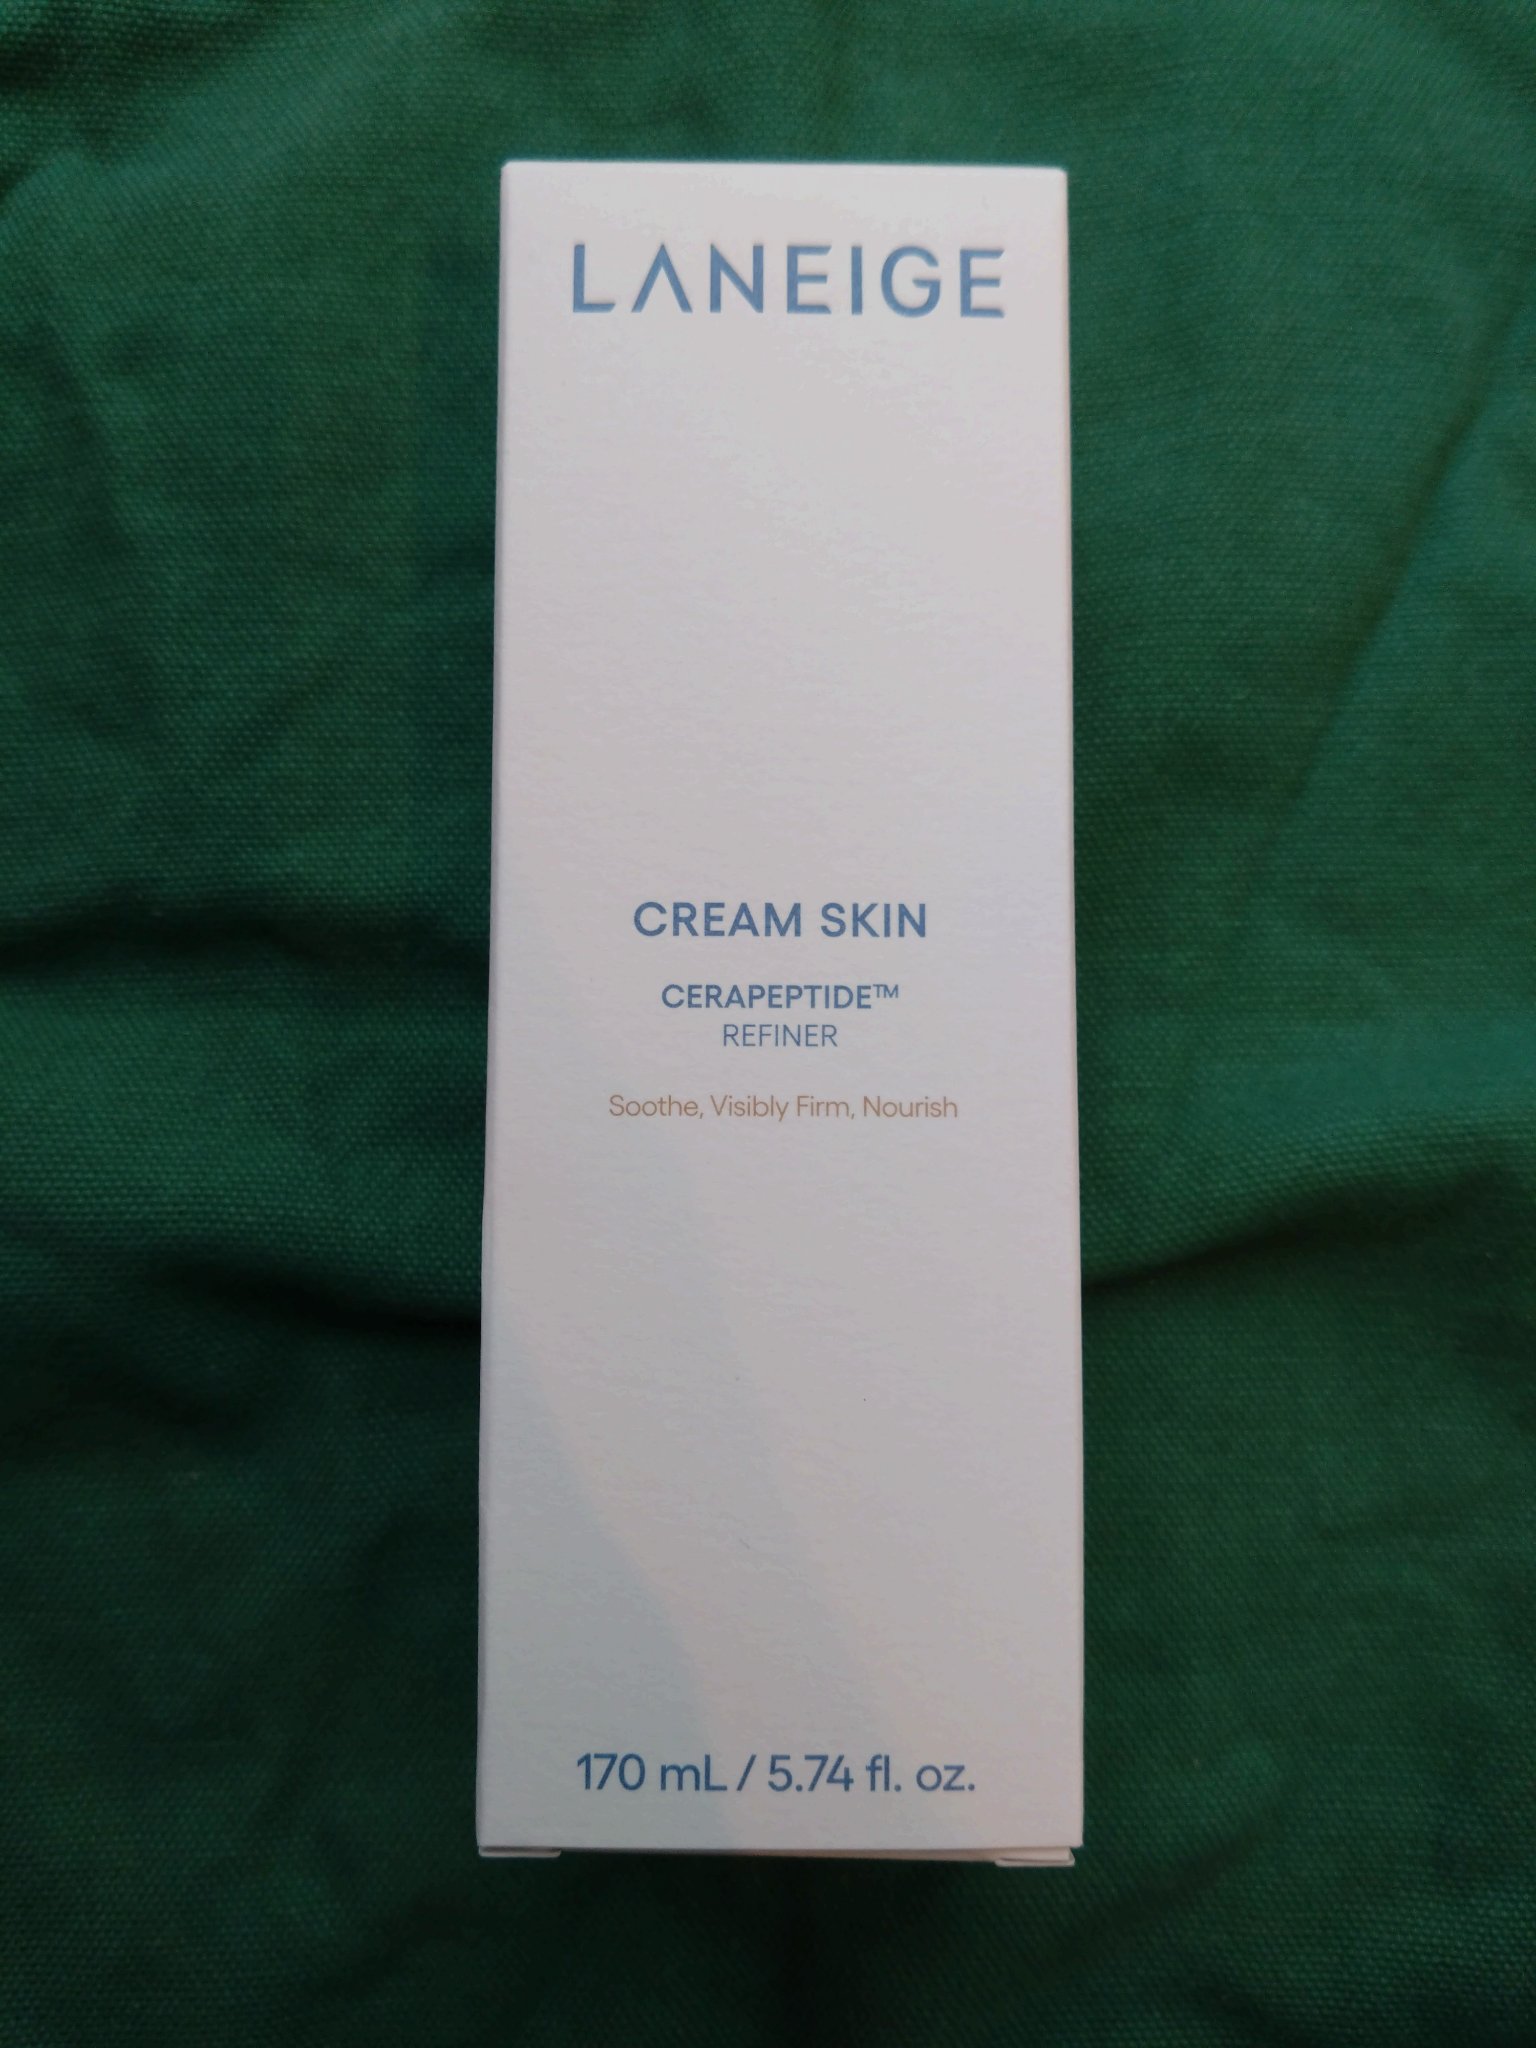 LANEIGE
CREAM SKIN
CERAPEPTIDE™
REFINER
Soothe, Visibly Firm, Nourish
170 mL / 5.74 fl. oz.